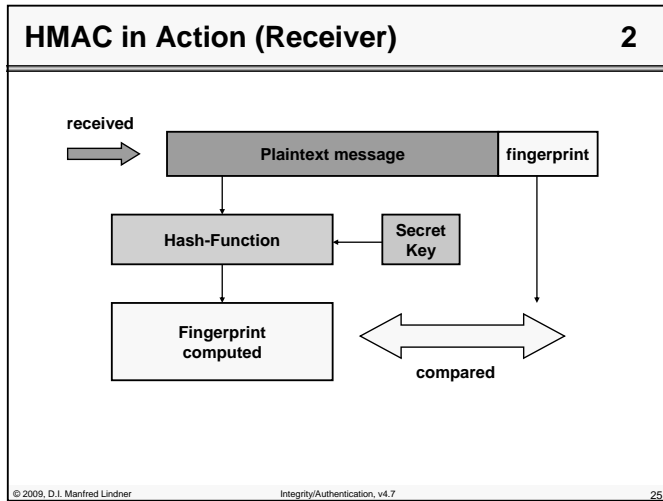 HMAC in Action (Receiver) 2
received
Plaintext message
fingerprint
Hash-Function
Secret
Key
Fingerprint
computed
compared
© 2009, D.I. Manfred Lindner
Integrity/Authentication, v4.7
25